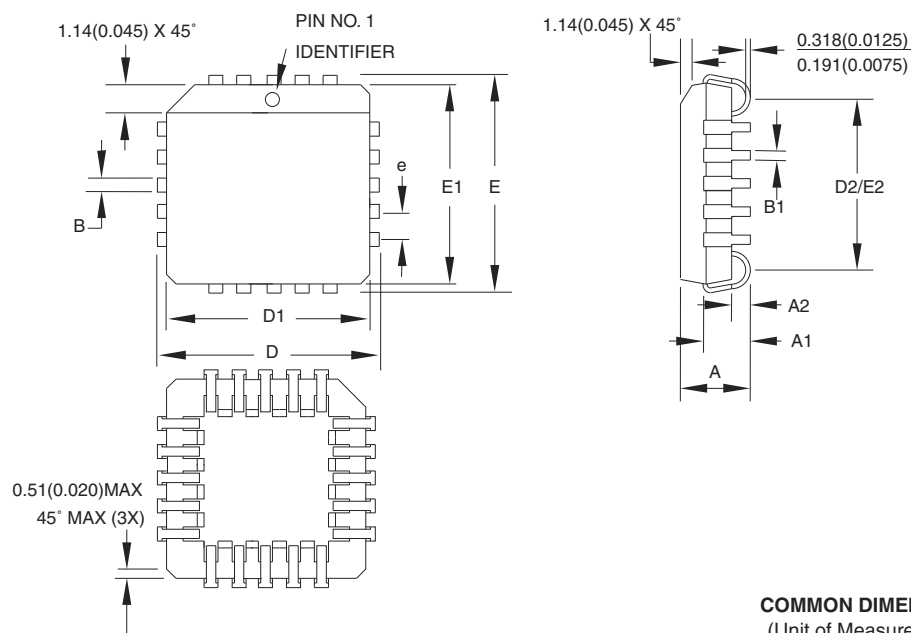 1.14(0.045) X 45˚
PIN NO. 1
IDENTIFIER
1.14(0.045) X 45˚
0.318(0.0125)
0.191(0.0075)
e
E1
E
B
B1
D2/E2
D1
D
A2
A1
A
0.51(0.020)MAX
45˚ MAX (3X)
COMMON
(Unit of